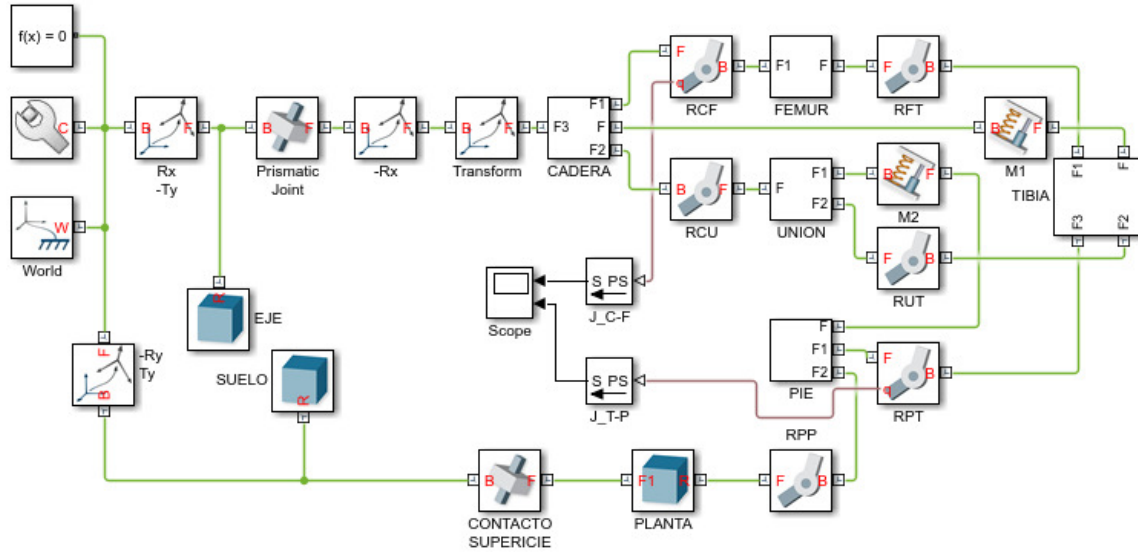 f(x) = 0
C
W
World
B F
Rx
-Ty
B F
Prismatic
Joint
B F
-Rx
B F
Transform
F3 F1
F
F2
CADERA
F
q
B
RCF
F1 F
FEMUR
F B
RFT
B F
M1
B F
RCU
F F1
F2
UNION
B F
M2
F B
RUT
F1 F
F3 F2
TIBIA
R
EJE
F
B
-Ry
Ty
SUELO
R
Scope
S PS
J_C-F
S PS
J_T-P
F
F1
F2
PIE
F
q
B
RPT
RPP
F B
B F
CONTACTO
SUPERICIE
F1 R
PLANTA